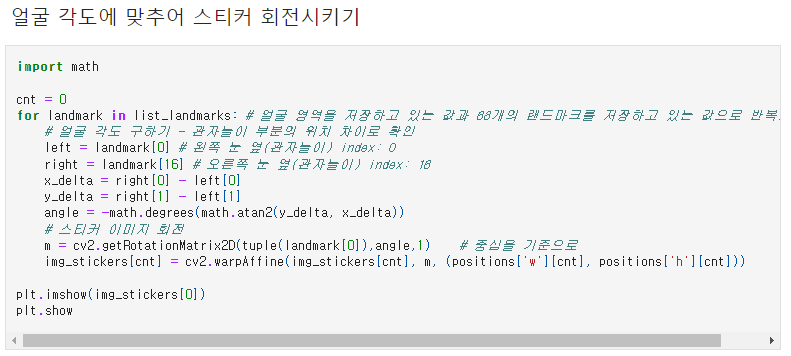 얼굴 각도에 맞추어 스티커 회전시키기
import math
cnt = 0
for landmark in list_landmarks: # 얼굴 영역을 저장하고 있는 값과 68개의 랜드마크를 저장하고 있는 값으로 반복
    # 얼굴 각도 구하기 - 관자놀이 부분의 위치 차이로 확인
    left = landmark[0] # 왼쪽 눈 옆(관자놀이) index: 0
    right = landmark[16] # 오른쪽 눈 옆(관자놀이) index: 16
    x_delta = right[0] - left[0]
    y_delta = right[1] - left[1]
    angle = -math.degrees(math.atan2(y_delta, x_delta))
    # 스티커 이미지 회전
    m = cv2.getRotationMatrix2D(tuple(landmark[0]),angle,1)    # 중심을 기준으로
    img_stickers[cnt] = cv2.warpAffine(img_stickers[cnt], m, (positions['w'][cnt], positions['h'][cnt]))
plt.imshow(img_stickers[0])
plt.show